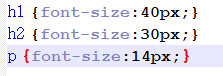 h1 {font-size:40px;}
h2 {font-size:30px;}
p {font-size:14px;}